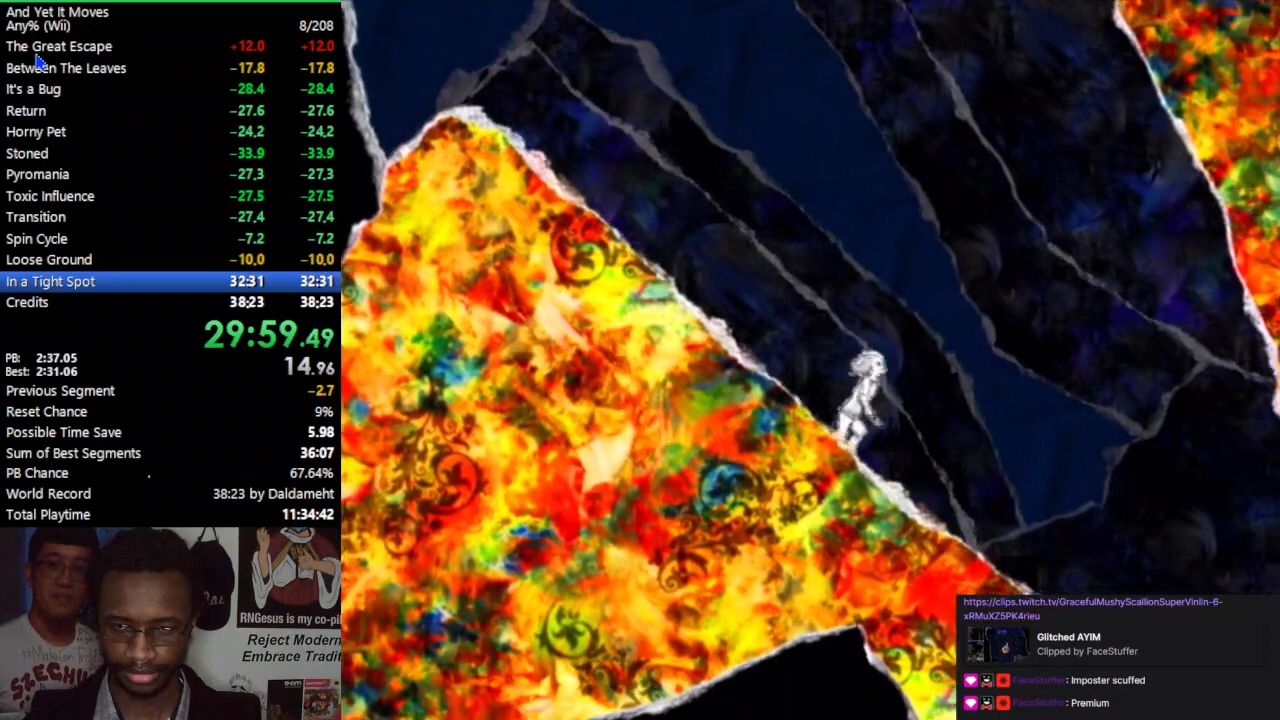 And Yet It Moves
Any% (Wii) 8/208
The Great Escape +12.0 +12.0
Between The Leaves -17.8 -17.8
It's a Bug -28.4 -28.4
Return -27.6 -27.6
Horny Pet -24.2 -24.2
Stoned -33.9 -33.9
Pyromania -27.3 -27.3
Toxic Influence -27.5 -27.5
Transition -27.4 -27.4
Spin Cycle -7.2 -7.2
Loose Ground -10.0 -10.0
In a Tight Spot 32:31 32:31
Credits 38:23 38:23
29:59.49
PB: 2:37.05
Best: 2:31.06
14.96
Previous Segment -2.7
Reset Chance 9%
Possible Time Save 5.98
Sum of Best Segments 36:07
PB Chance 67.64%
World Record 38:23 by Daldameht
Total Playtime 11:34:42
RNGesus is my co-pil
Reject Modern
Embrace Tradit
https://clips.twitch.tv/GracefulMushyScallionSuperVinlin-6-
xRMuXZ5PK4rieu
Glitched AYIM
Clipped by FaceStuffer
FaceStuffer: Imposter scuffed
FaceStuffer: Premium